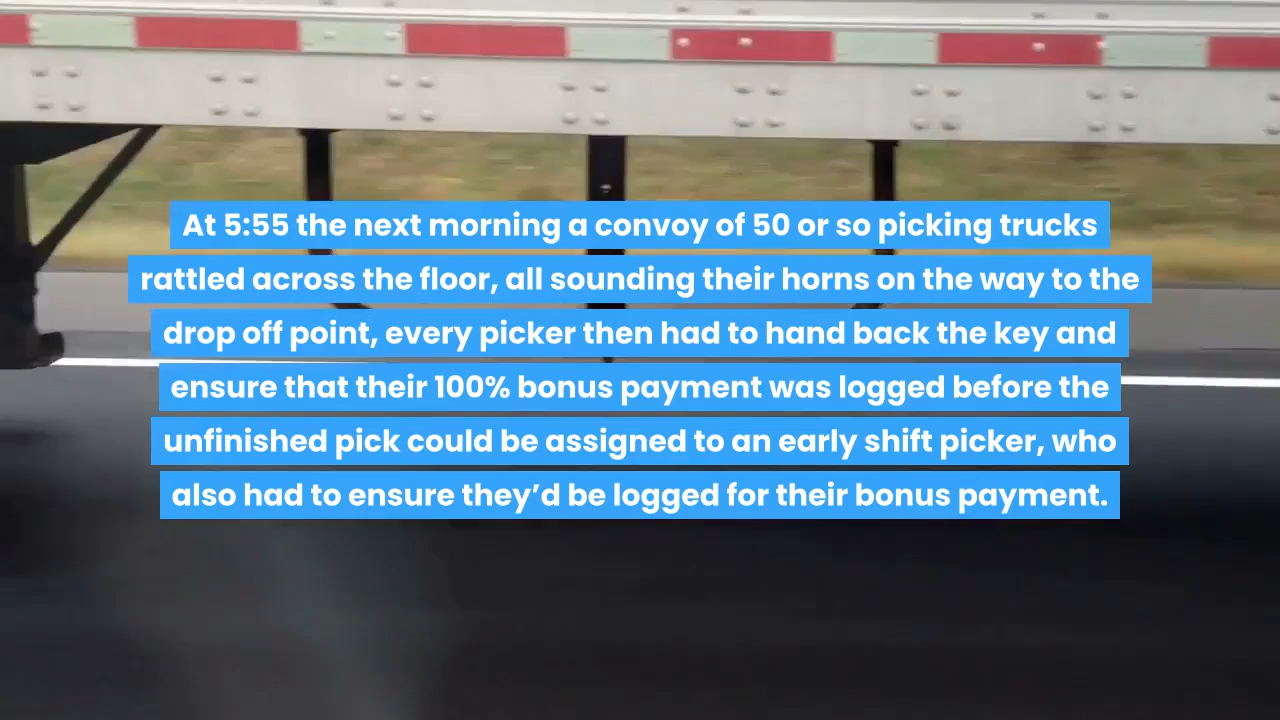 At 5:55 the next morning a convoy of 50 or so picking trucks
rattled across the floor, all sounding their horns on the way to the
drop off point, every picker then had to hand back the key and
ensure that their 100% bonus payment was logged before the
unfinished pick could be assigned to an early shift picker, who
also had to ensure they’d be logged for their bonus payment.